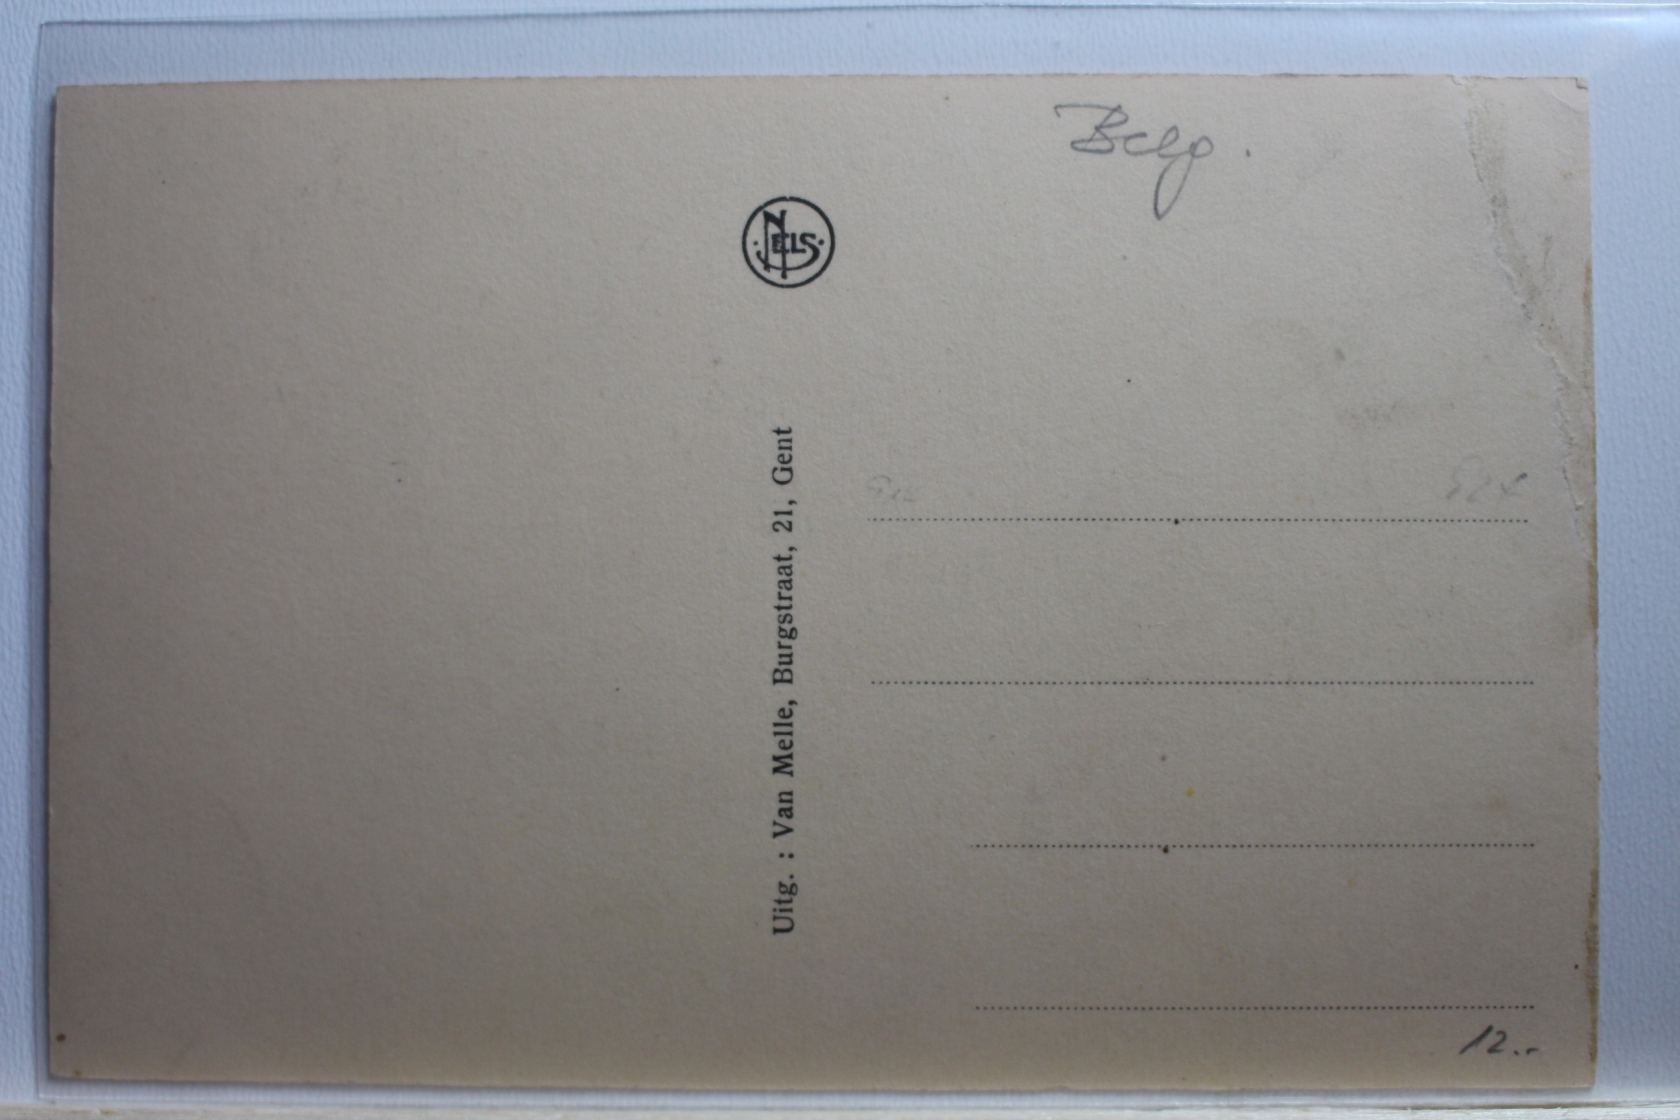 Belg.
NELS
Uitg. : Van Melle, Burgstraat, 21, Gent
12.-